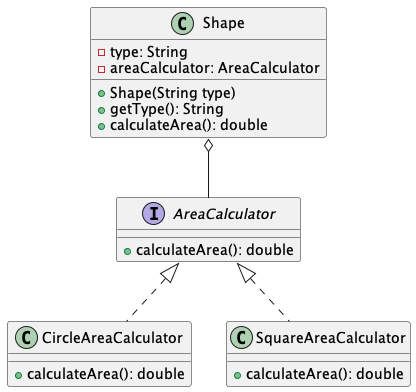 C Shape
type: String
areaCalculator: AreaCalculator
Shape(String type)
getType(): String
calculateArea(): double
I AreaCalculator
calculateArea(): double
C CircleAreaCalculator
calculateArea(): double
C SquareAreaCalculator
calculateArea(): double